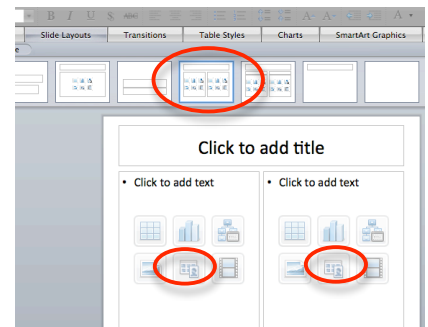 B I U S ABC A A A
Slide Layouts Transitions Table Styles Charts SmartArt Graphics
e
Click to add title
• Click to add text • Click to add text